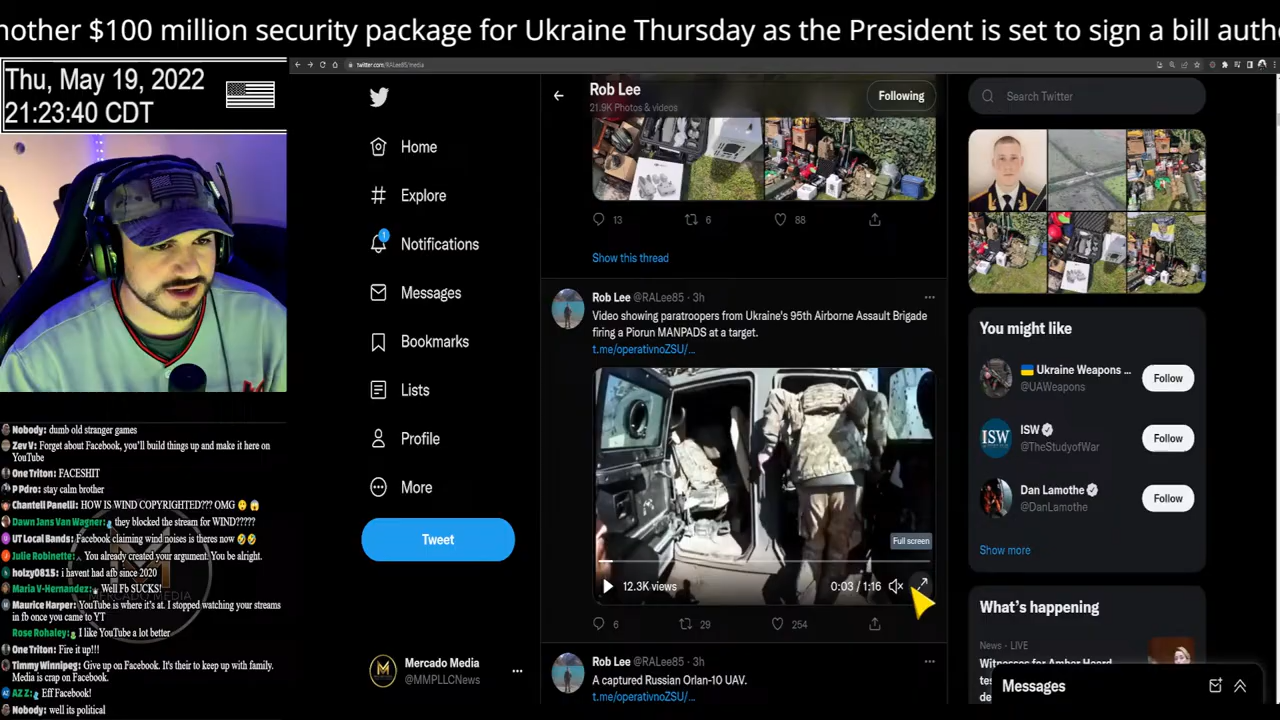 nother $100 million security package for Ukraine Thursday as the President is set to sign a bill autho
Thu, May 19, 2022
21:23:40 CDT
twitter.com/RALee85/media
Home
Explore
1
Notifications
Messages
Bookmarks
Lists
Profile
More
Tweet
Mercado Media
@MMPLLCNews
Rob Lee
21.9K Photos & videos
Following
13
6
88
Show this thread
Rob Lee @RALee85 · 3h
Video showing paratroopers from Ukraine's 95th Airborne Assault Brigade
firing a Piorun MANPADS at a target.
t.me/operativnoZSU/...
Full screen
12.3K views
0:03 / 1:16
6
29
254
Rob Lee @RALee85 · 3h
A captured Russian Orlan-10 UAV.
t.me/operativnoZSU/...
Search Twitter
You might like
Ukraine Weapons ...
@UAWeapons
Follow
ISW
ISW
@TheStudyofWar
Follow
Dan Lamothe
@DanLamothe
Follow
Show more
What's happening
News · LIVE
Witnesses for Amber Heard
Messages
Nobody: dumb old stranger games
Zev V: Forget about Facebook, you'll build things up and make it here on
YouTube
One Triton: FACESHIT
P Pdro: stay calm brother
Chantell Panelli: HOW IS WIND COPYRIGHTED??? OMG
Dawn Jans Van Wagner: they blocked the stream for WIND?????
UT Local Bands: Facebook claiming wind noises is theres now
Julie Robinette: You already created your argument. You be alright.
holzy0815: i havent had afb since 2020
Maria V-Hernandez: Well Fb SUCKS!
Maurice Harper: YouTube is where it's at. I stopped watching your streams
in fb once you came to YT
Rose Rohaley: I like YouTube a lot better
One Triton: Fire it up!!!
Timmy Winnipeg: Give up on Facebook. It's their to keep up with family.
Media is crap on Facebook.
AZ Z: Eff Facebook!
Nobody: well its political